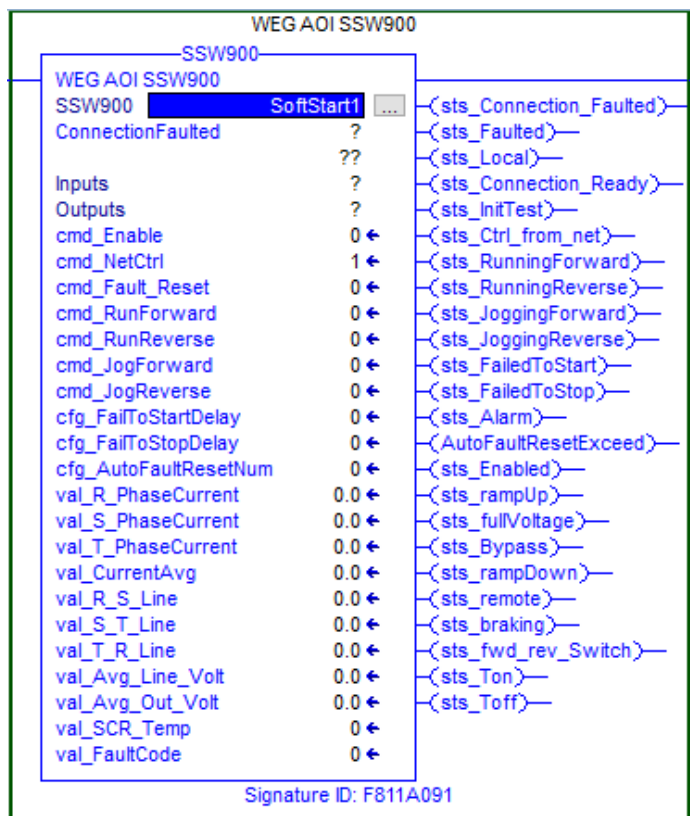 WEG AOI SSW900
SSW900
WEG AOI SSW900
SSW900 SoftStart1 ... sts_Connection_Faulted
ConnectionFaulted ? sts_Faulted
?? sts_Local
Inputs ? sts_Connection_Ready
Outputs ? sts_InitTest
cmd_Enable 0 sts_Ctrl_from_net
cmd_NetCtrl 1 sts_RunningForward
cmd_Fault_Reset 0 sts_RunningReverse
cmd_RunForward 0 sts_JoggingForward
cmd_RunReverse 0 sts_JoggingReverse
cmd_JogForward 0 sts_FailedToStart
cmd_JogReverse 0 sts_FailedToStop
cfg_FailToStartDelay 0 sts_Alarm
cfg_FailToStopDelay 0 AutoFaultResetExceed
cfg_AutoFaultResetNum 0 sts_Enabled
val_R_PhaseCurrent 0.0 sts_rampUp
val_S_PhaseCurrent 0.0 sts_fullVoltage
val_T_PhaseCurrent 0.0 sts_Bypass
val_CurrentAvg 0.0 sts_rampDown
val_R_S_Line 0.0 sts_remote
val_S_T_Line 0.0 sts_braking
val_T_R_Line 0.0 sts_fwd_rev_Switch
val_Avg_Line_Volt 0.0 sts_Ton
val_Avg_Out_Volt 0.0 sts_Toff
val_SCR_Temp 0
val_FaultCode 0
Signature ID: F811A091